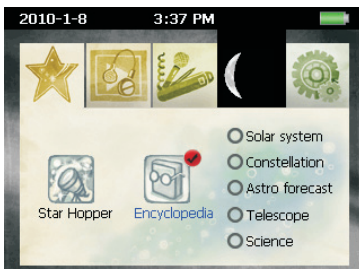 2010-1-8 3:37 PM
Solar system
Constellation
Astro forecast
Telescope
Science
Star Hopper
Encyclopedia